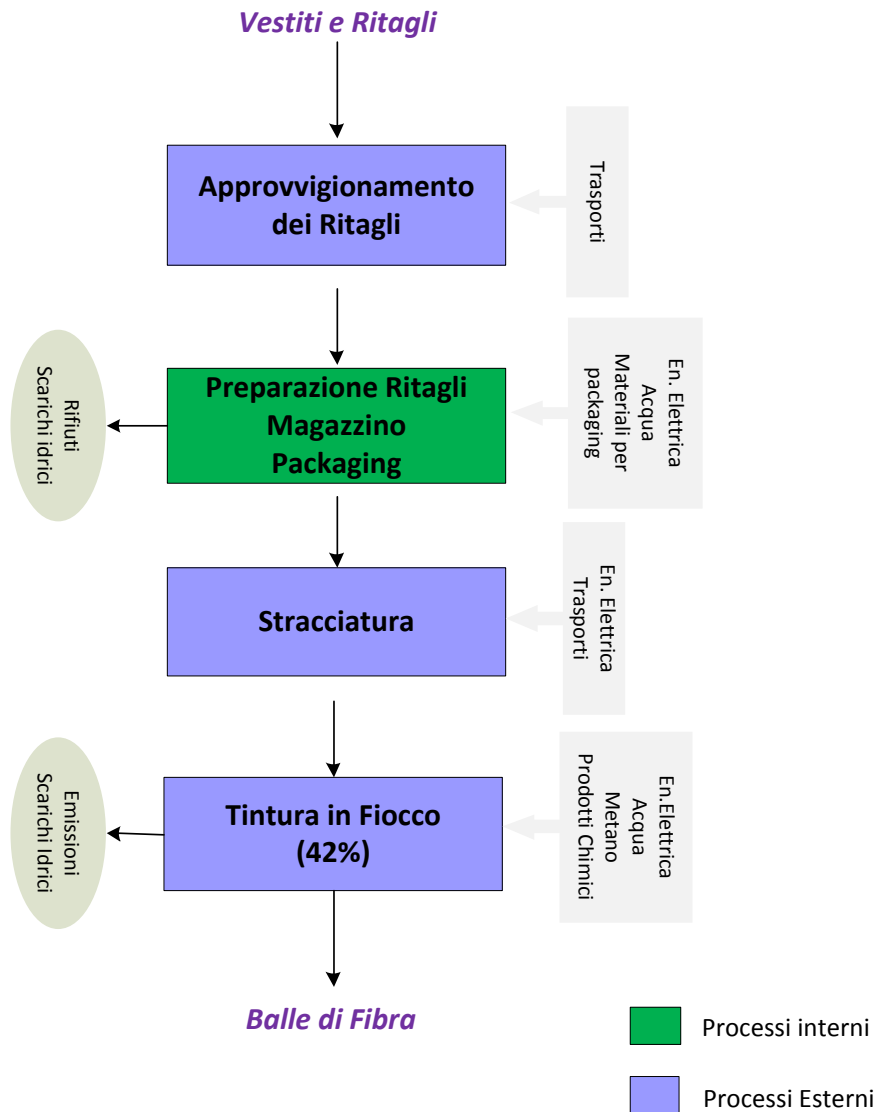 Vestiti e Ritagli
Approvvigionamento
dei Ritagli
Trasporti
Preparazione Ritagli
Magazzino
Packaging
En. Elettrica
Acqua
Materiali per
packaging
Rifiuti
Scarichi idrici
Stracciatura
En. Elettrica
Trasporti
Tintura in Fiocco
(42%)
En.Elettrica
Acqua
Metano
Prodotti Chimici
Emissioni
Scarichi Idrici
Balle di Fibra
Processi interni
Processi Esterni